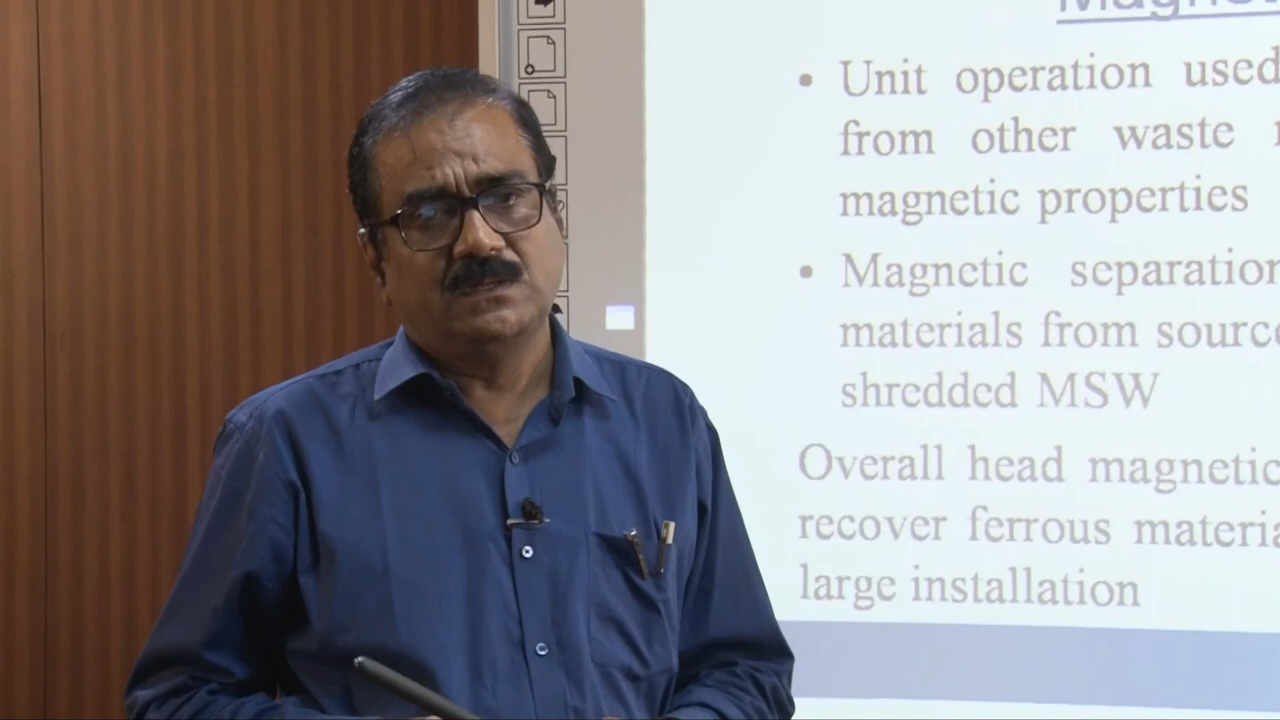 • Unit operation used
from other waste
magnetic properties
• Magnetic separation
materials from source
shredded MSW
Overall head magnetic
recover ferrous
large installation